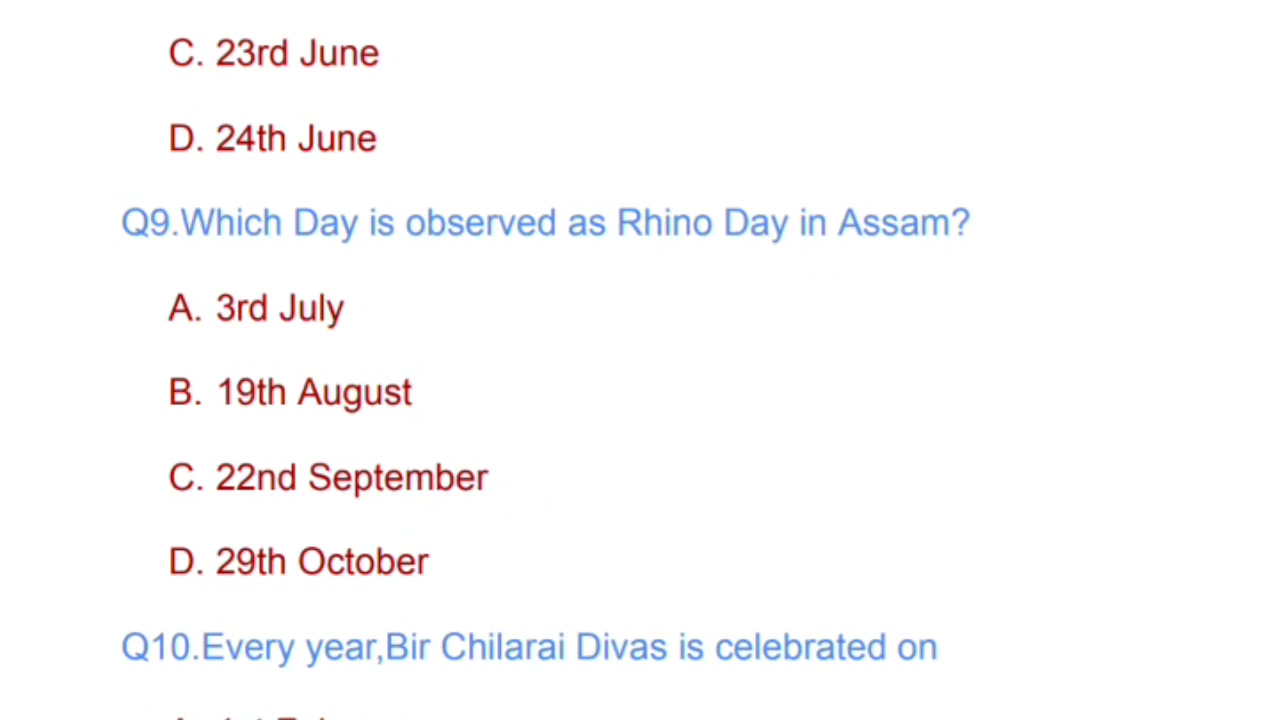 C. 23rd June
D. 24th June
Q9.Which Day is observed as Rhino Day in Assam?
A. 3rd July
B. 19th August
C. 22nd September
D. 29th October
Q10.Every year,Bir Chilarai Divas is celebrated on